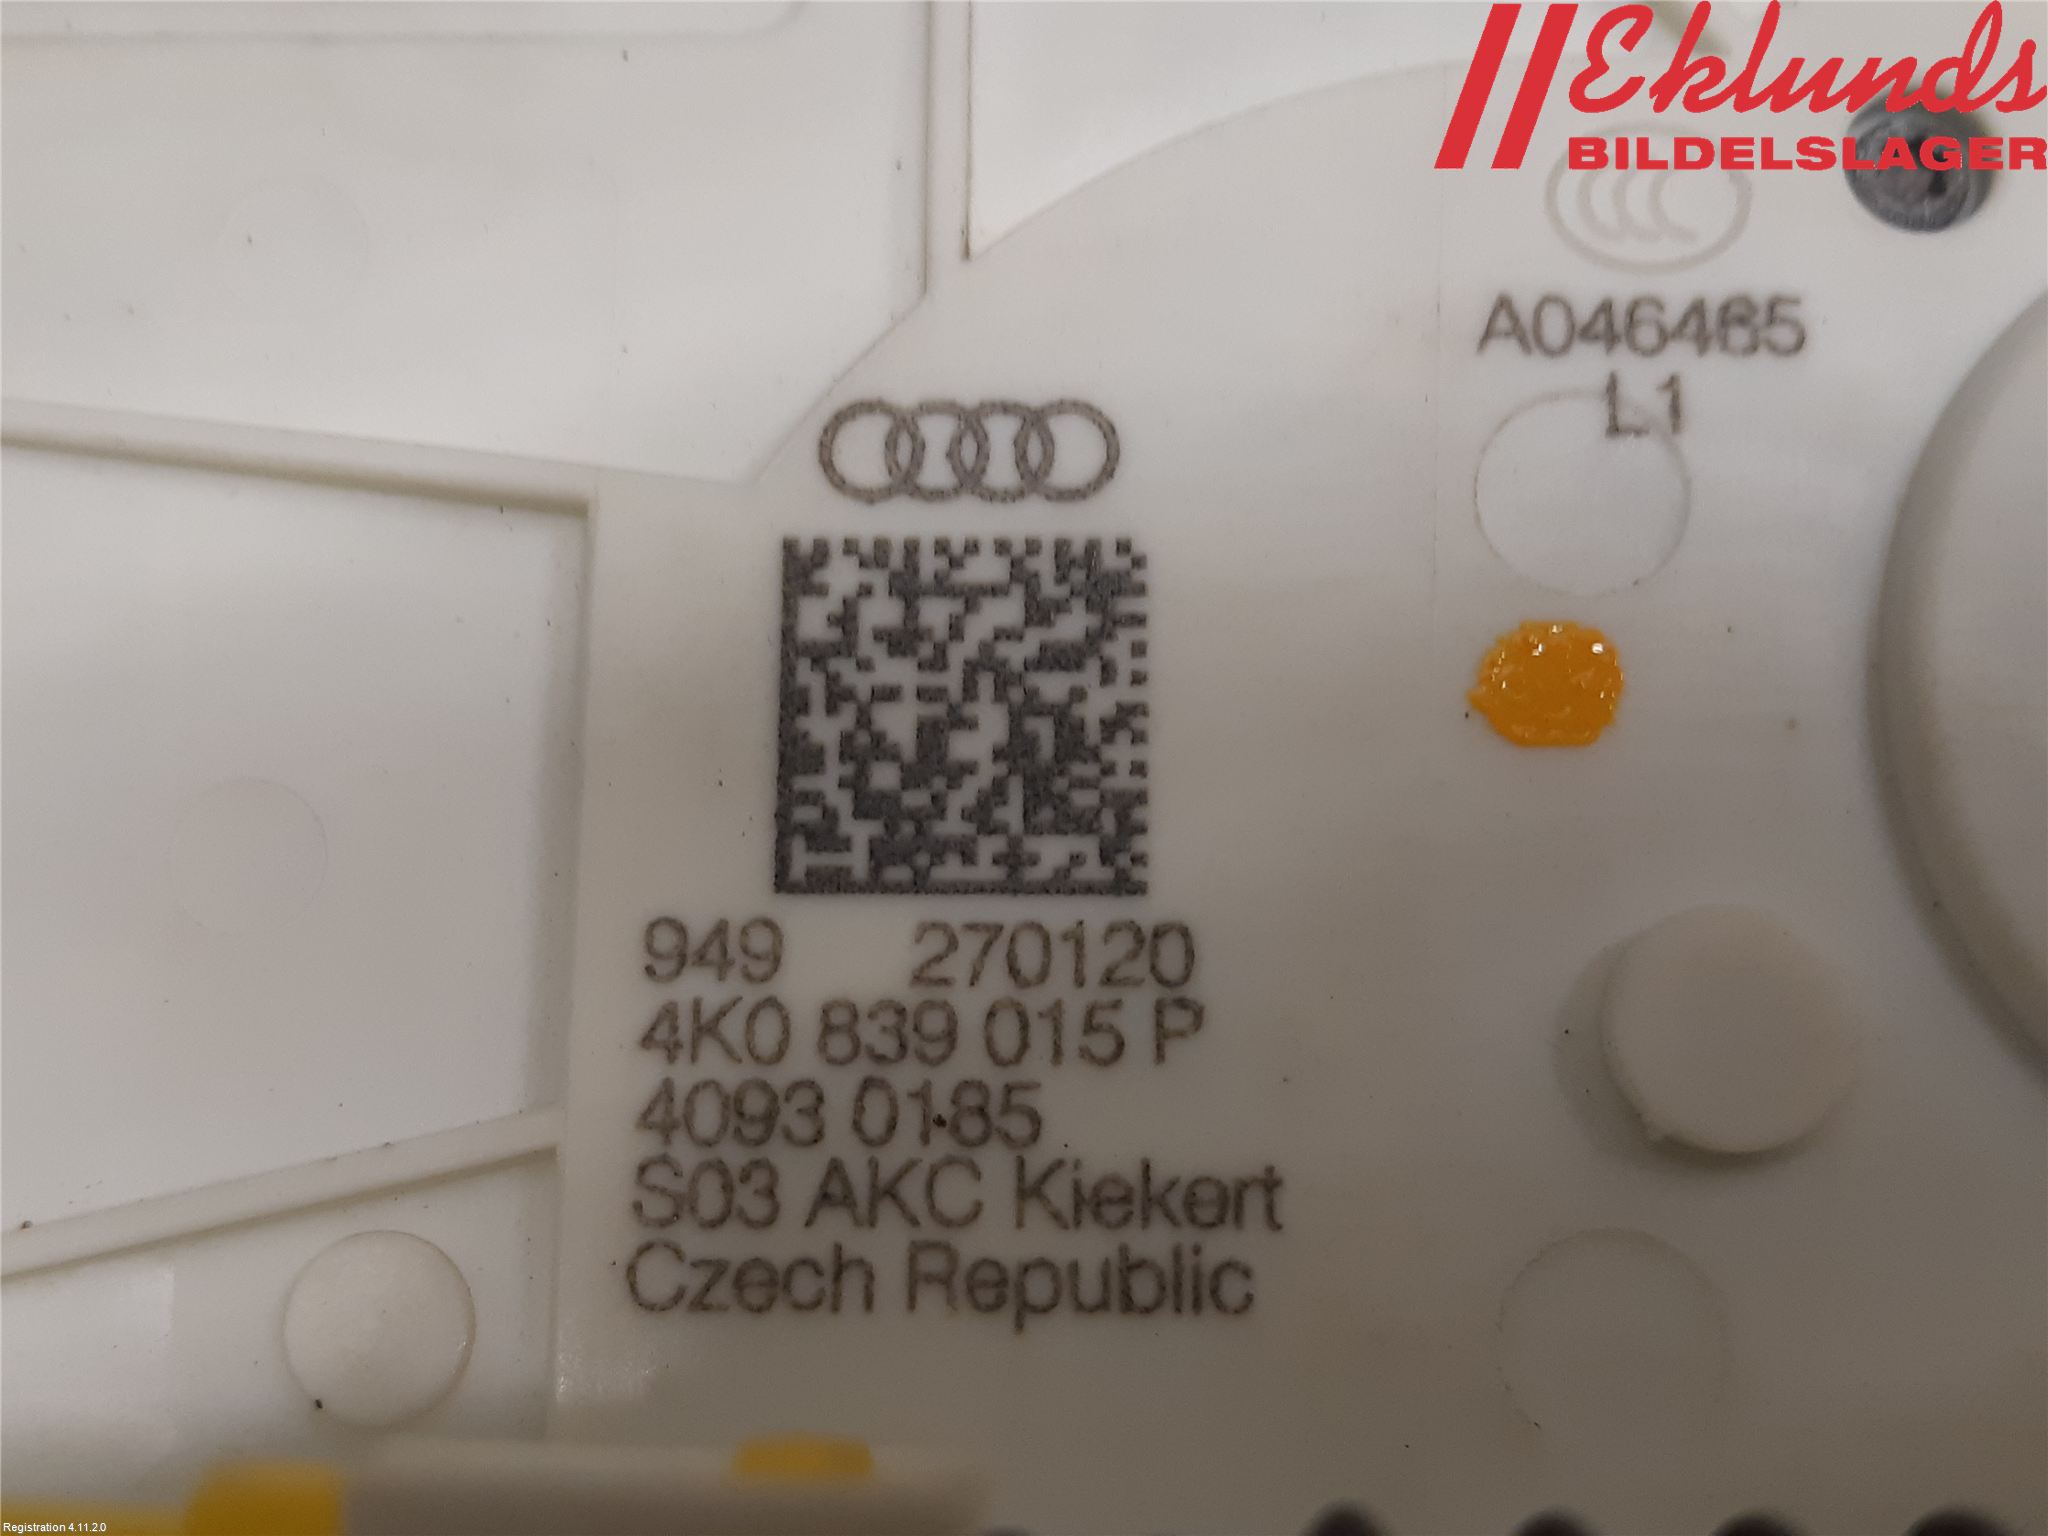 Eklunds
BILDELSLAGER
A046465
L1
949 270120
4K0 839 015 P
4093 0185
S03 AKC Kiekert
Czech Republic
Registration 4.11.2.0